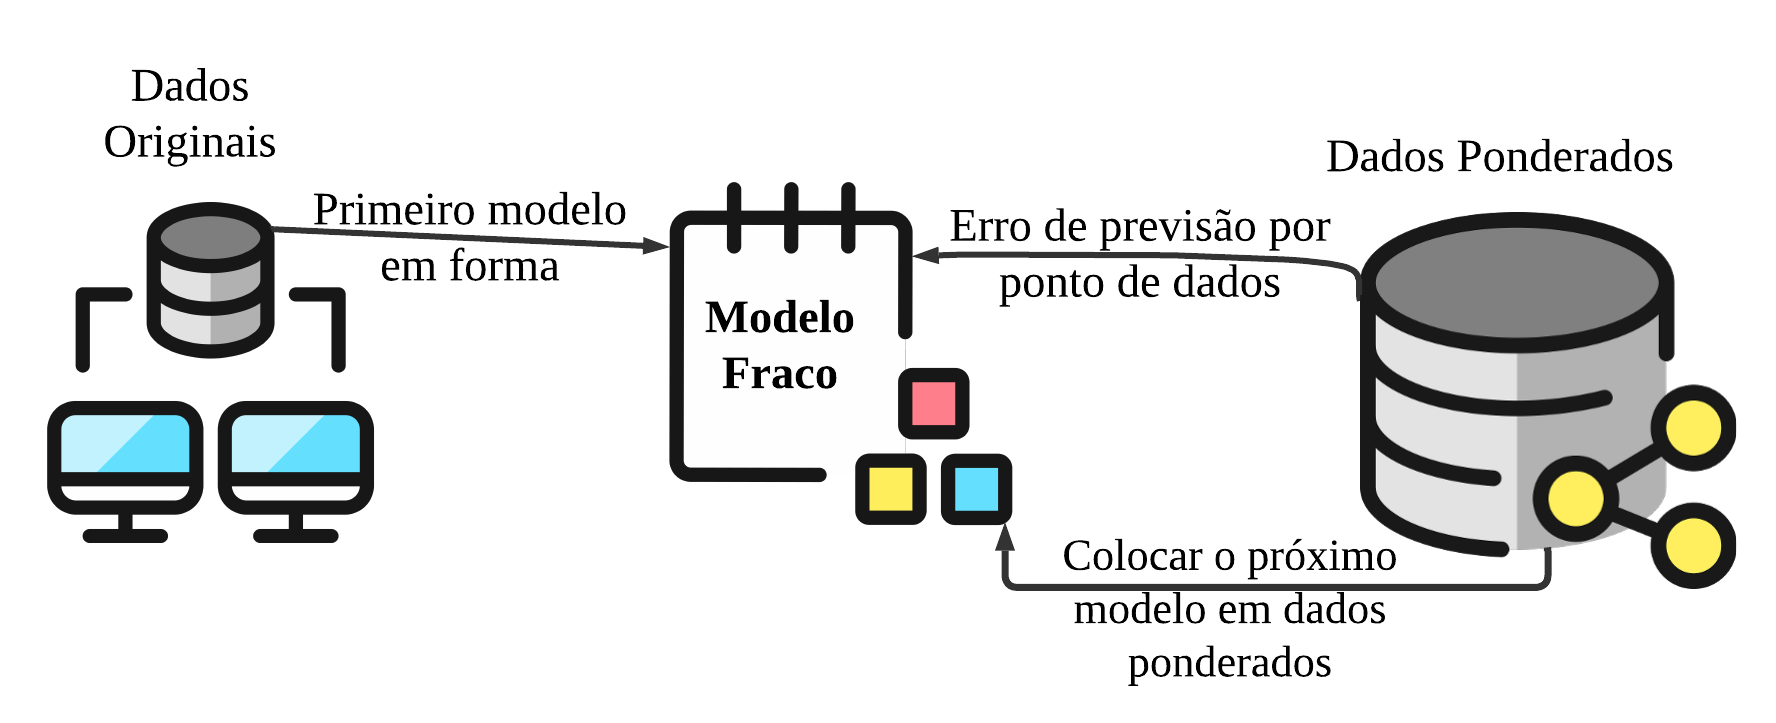 Dados
Originais
Primeiro modelo
em forma
Modelo
Fraco
Erro de previsão por
ponto de dados
Dados Ponderados
Colocar o próximo
modelo em dados
ponderados